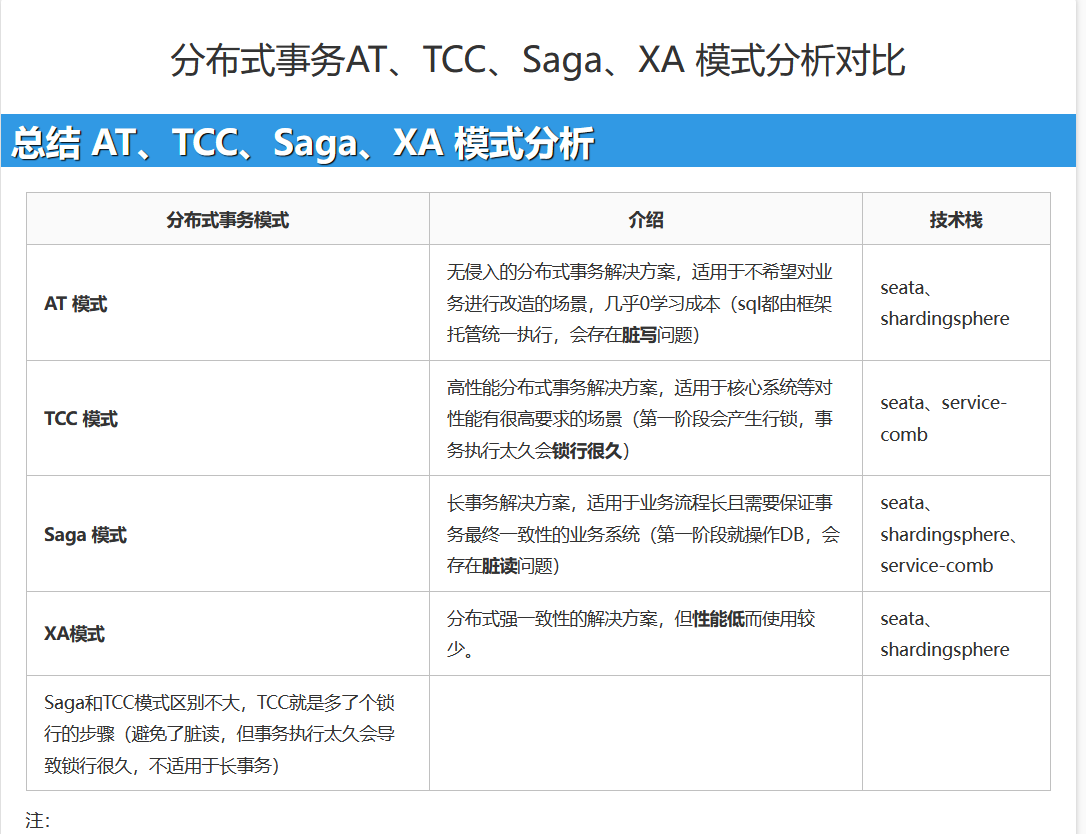 分布式事务AT、TCC、Saga、XA 模式分析对比
总结 AT、TCC、Saga、XA 模式分析
分布式事务模式
介绍
技术栈
AT 模式
无侵入的分布式事务解决方案，适用于不希望对业
务进行改造的场景，几乎0学习成本（sql都由框架
托管统一执行，会存在脏写问题）
seata、
shardingsphere
TCC 模式
高性能分布式事务解决方案，适用于核心系统等对
性能有很高要求的场景（第一阶段会产生行锁，事
务执行太久会锁行很久）
seata、service-
comb
Saga 模式
长事务解决方案，适用于业务流程长且需要保证事
务最终一致性的业务系统（第一阶段就操作DB，会
存在脏读问题）
seata、
shardingsphere、
service-comb
XA模式
分布式强一致性的解决方案，但性能低而使用较
少。
seata、
shardingsphere
Saga和TCC模式区别不大，TCC就是多了个锁
行的步骤（避免了脏读，但事务执行太久会导
致锁行很久，不适用于长事务）
注：